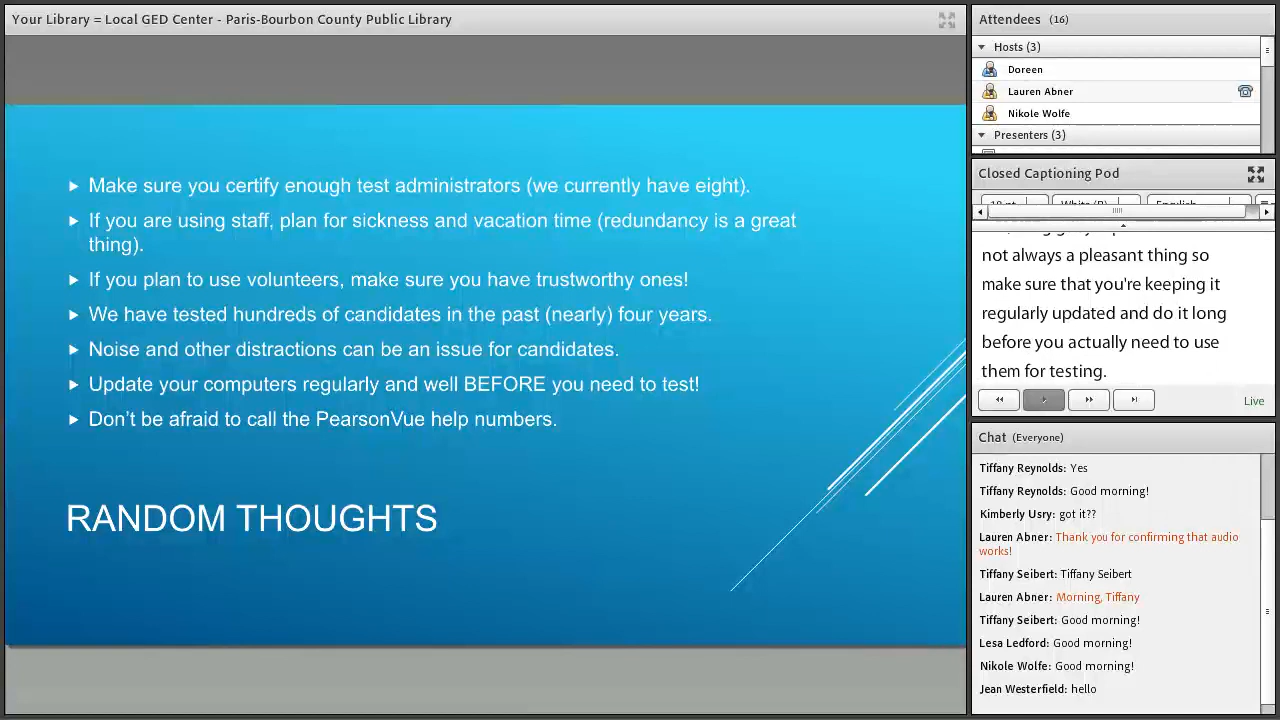 Your Library = Local GED Center - Paris-Bourbon County Public Library
Make sure you certify enough test administrators (we currently have eight).
If you are using staff, plan for sickness and vacation time (redundancy is a great
thing).
If you plan to use volunteers, make sure you have trustworthy ones!
We have tested hundreds of candidates in the past (nearly) four years.
Noise and other distractions can be an issue for candidates.
Update your computers regularly and well BEFORE you need to test!
Don’t be afraid to call the PearsonVue help numbers.
RANDOM THOUGHTS
Attendees (16)
Hosts (3)
Doreen
Lauren Abner
Nikole Wolfe
Presenters (3)
Closed Captioning Pod
English
not always a pleasant thing so
make sure that you're keeping it
regularly updated and do it long
before you actually need to use
them for testing.
Live
Chat (Everyone)
Tiffany Reynolds: Yes
Tiffany Reynolds: Good morning!
Kimberly Usry: got it??
Lauren Abner: Thank you for confirming that audio
works!
Tiffany Seibert: Tiffany Seibert
Lauren Abner: Morning, Tiffany
Tiffany Seibert: Good morning!
Lesa Ledford: Good morning!
Nikole Wolfe: Good morning!
Jean Westerfield: hello